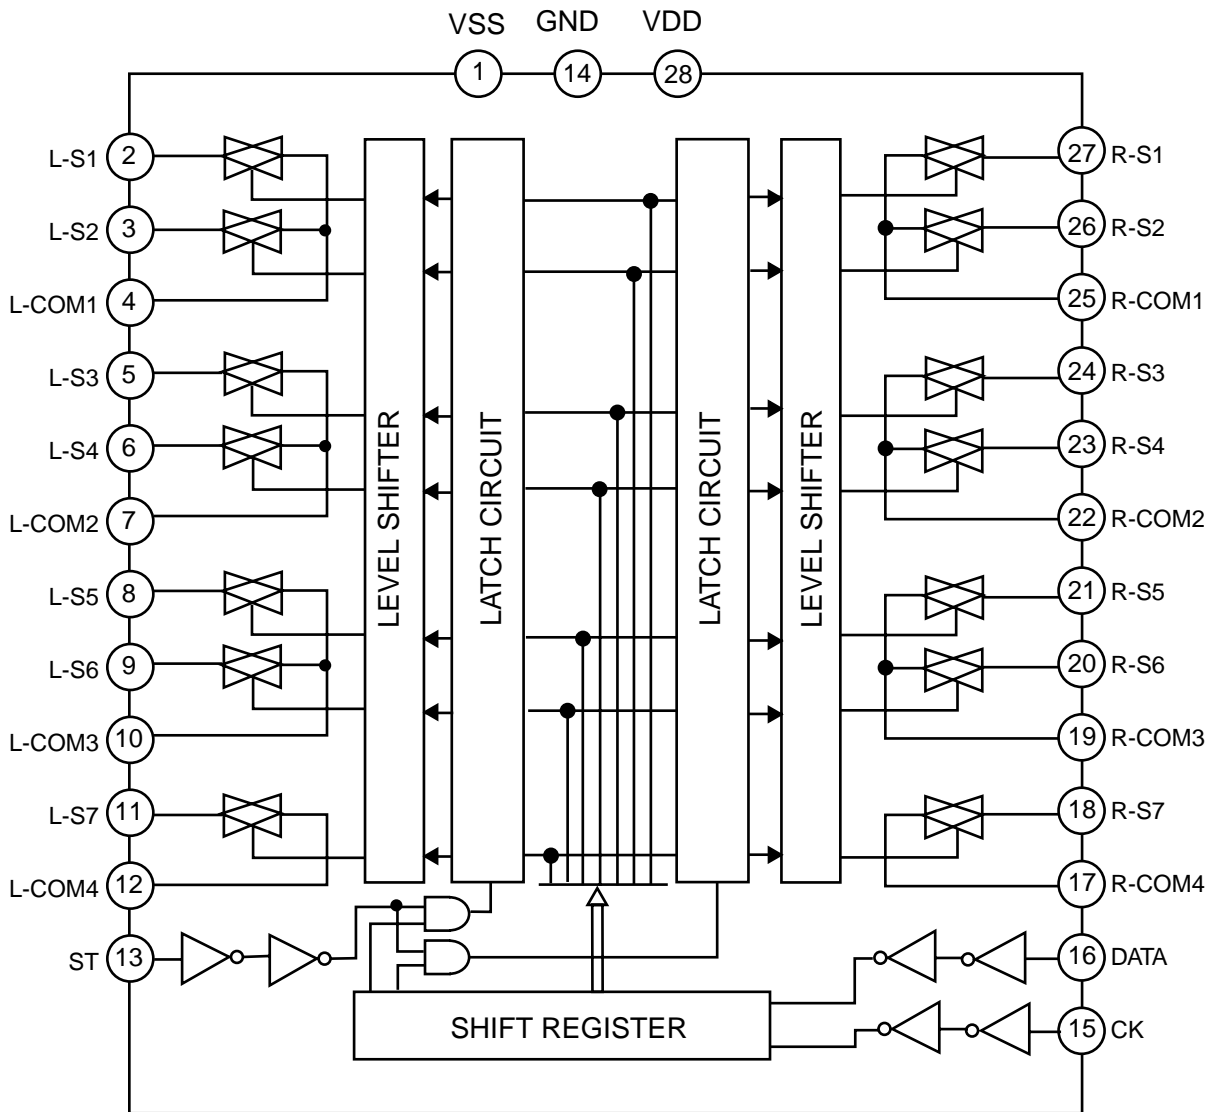 VSS GND VDD
1 14 28
L-S1 2
27 R-S1
L-S2 3
26 R-S2
L-COM1 4
25 R-COM1
L-S3 5
24 R-S3
L-S4 6
23 R-S4
L-COM2 7
22 R-COM2
L-S5 8
21 R-S5
L-S6 9
20 R-S6
L-COM3 10
19 R-COM3
L-S7 11
18 R-S7
L-COM4 12
17 R-COM4
LEVEL SHIFTER
LATCH CIRCUIT
LATCH CIRCUIT
LEVEL SHIFTER
ST 13
16 DATA
SHIFT REGISTER
15 CK